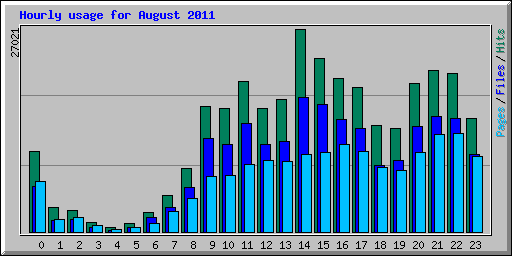 Hourly usage for August 2011
27021
Pages/Files/Hits
0 1 2 3 4 5 6 7 8 9 10 11 12 13 14 15 16 17 18 19 20 21 22 23